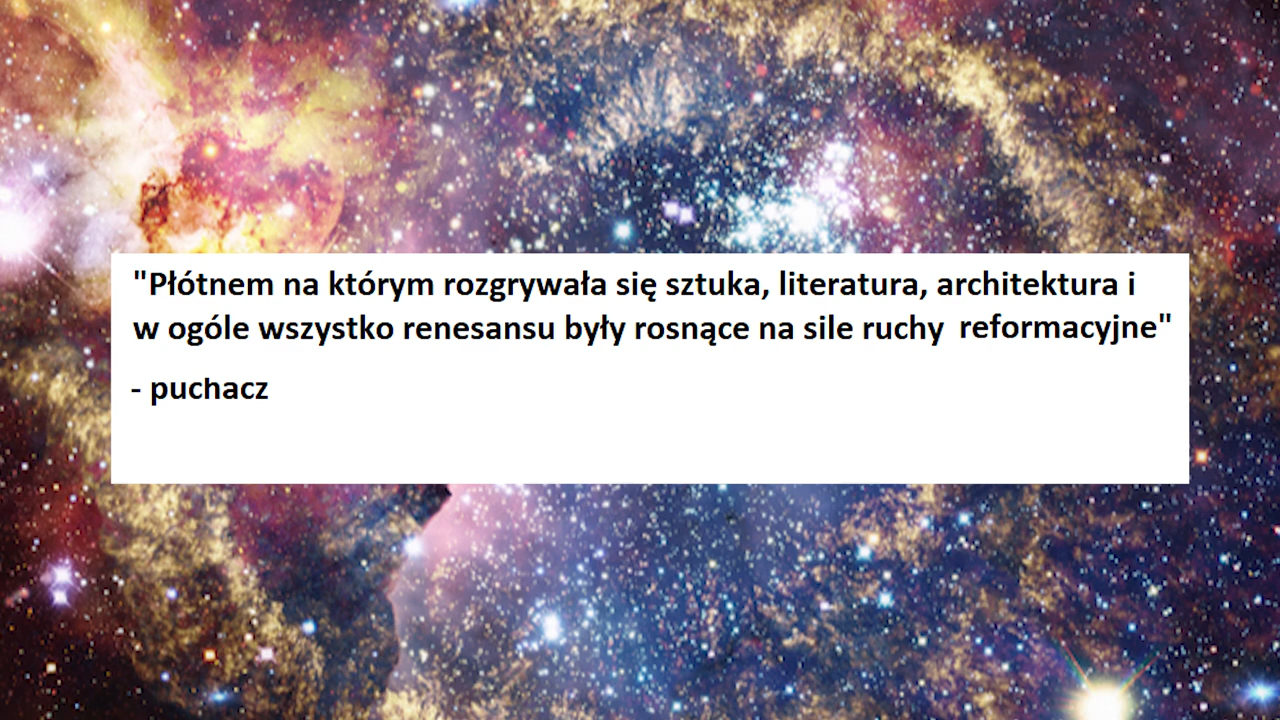 "Płótnem na którym rozgrywała się sztuka, literatura, architektura i
w ogóle wszystko renesansu były rosnące na sile ruchy reformacyjne"
- puchacz